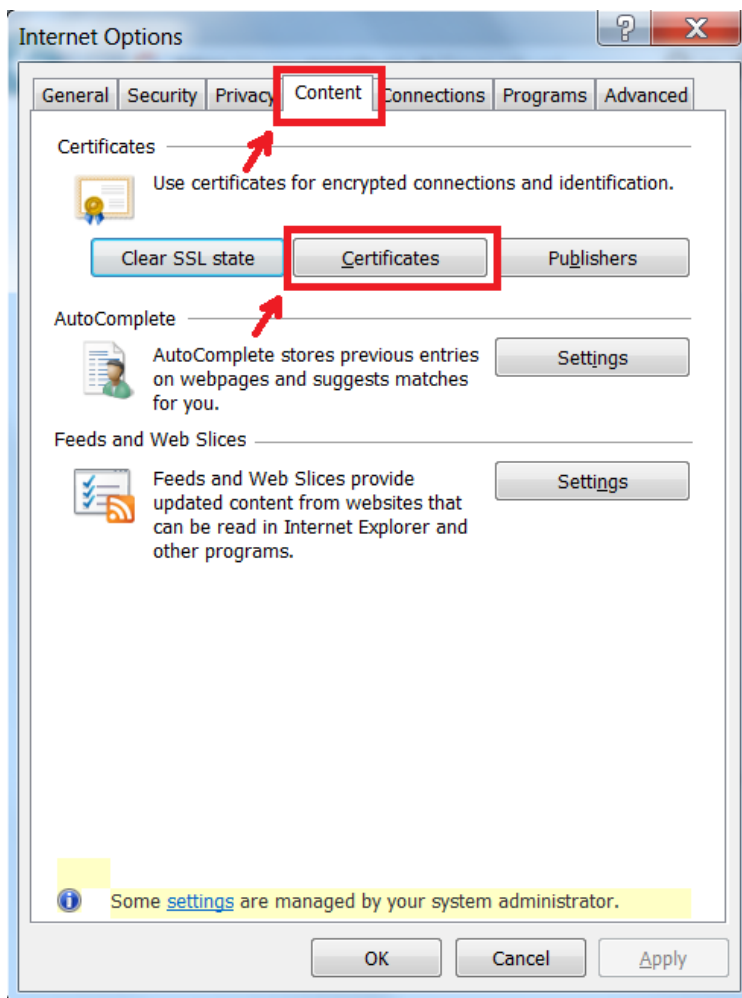 Internet Options
General Security Privacy Content Connections Programs Advanced
Certificates
Use certificates for encrypted connections and identification.
Clear SSL state Certificates Publishers
AutoComplete
AutoComplete stores previous entries
on webpages and suggests matches
for you.
Settings
Feeds and Web Slices
Feeds and Web Slices provide
updated content from websites that
can be read in Internet Explorer and
other programs.
Settings
Some settings are managed by your system administrator.
OK Cancel Apply